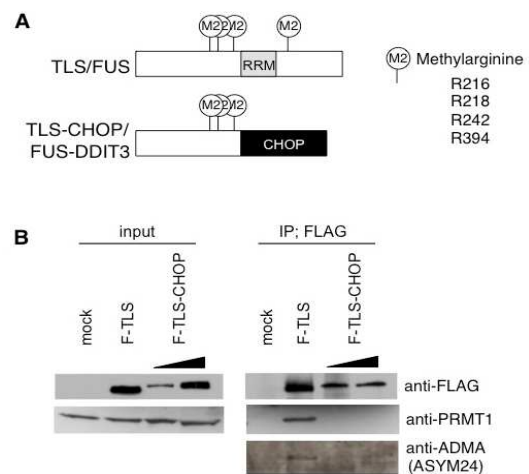 A
M2 M2 M2 M2
TLS/FUS
RRM
M2 Methylarginine
R216
R218
R242
R394
M2 M2 M2
TLS-CHOP/
FUS-DDIT3
CHOP
B
input
IP; FLAG
mock
F-TLS
F-TLS-CHOP
mock
F-TLS
F-TLS-CHOP
anti-FLAG
anti-PRMT1
anti-ADMA
(ASYM24)